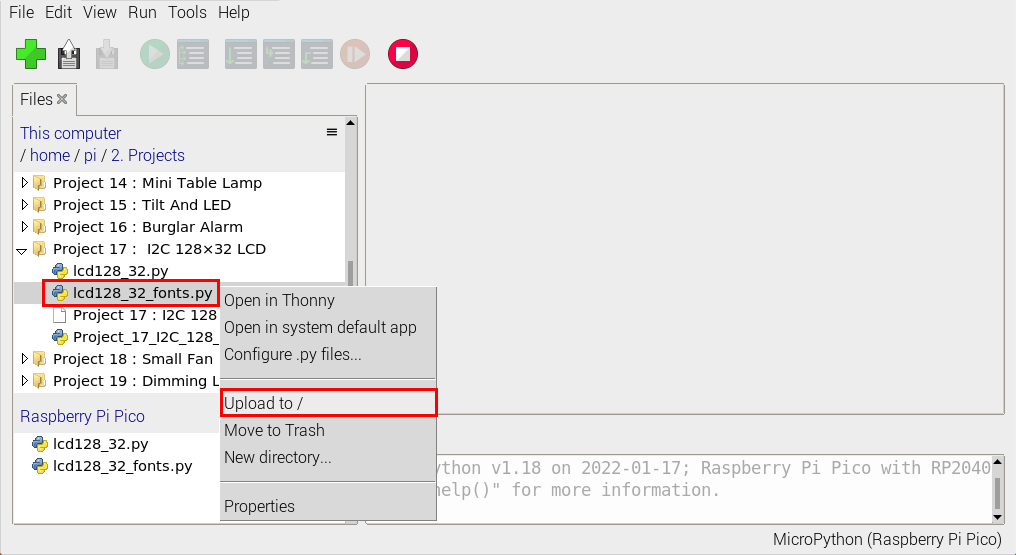 File Edit View Run Tools Help
Files
This computer
/ home / pi / 2. Projects
Project 14 : Mini Table Lamp
Project 15 : Tilt And LED
Project 16 : Burglar Alarm
Project 17 : I2C 128×32 LCD
lcd128_32.py
lcd128_32_fonts.py
Project 17 : I2C 128
Project_17_I2C_128_
Project 18 : Small Fan
Project 19 : Dimming L
Open in Thonny
Open in system default app
Configure .py files...
Upload to /
Move to Trash
New directory...
Properties
Raspberry Pi Pico
lcd128_32.py
lcd128_32_fonts.py
ython v1.18 on 2022-01-17; Raspberry Pi Pico with RP2040
help()" for more information.
MicroPython (Raspberry Pi Pico)